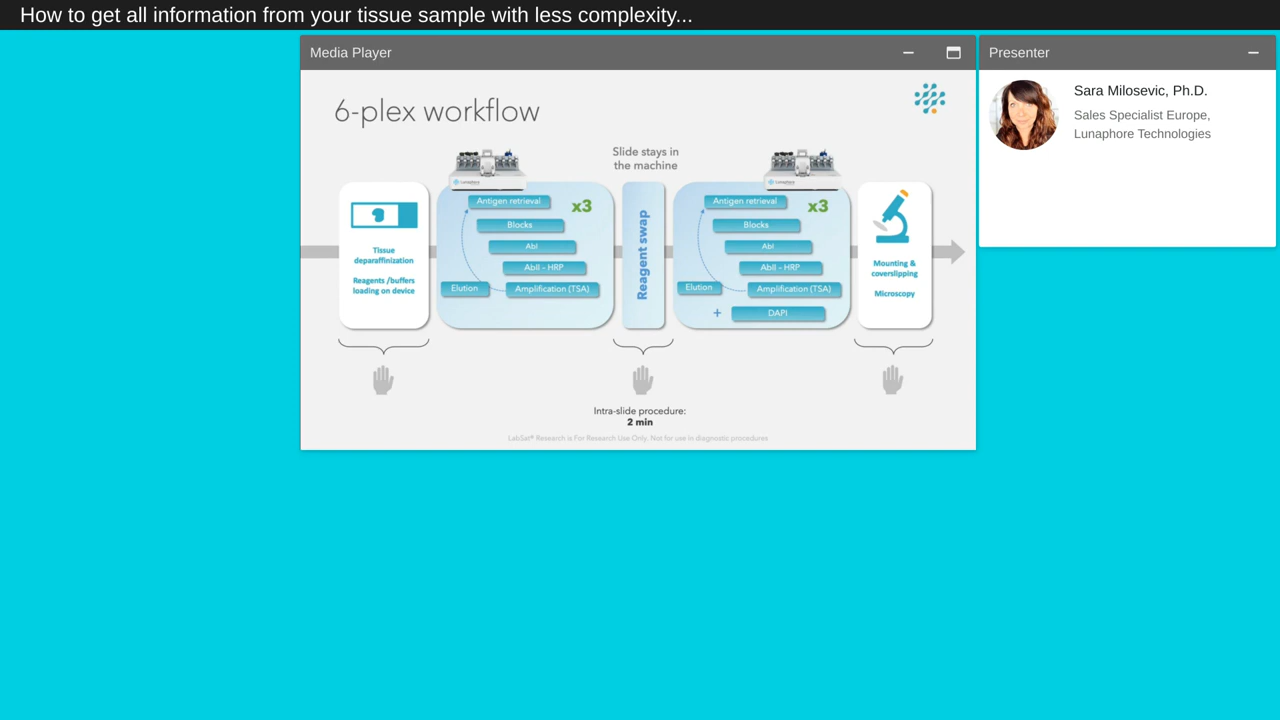 How to get all information from your tissue sample with less complexity...
Media Player
Presenter
Sara Milosevic, Ph.D.
Sales Specialist Europe,
Lunaphore Technologies
6-plex workflow
Slide stays in
the machine
Tissue
deparaffinization
Reagents /buffers
loading on device
Lunaphore
Antigen retrieval
x3
Blocks
AbI
AbII - HRP
Elution
Amplification (TSA)
Reagent swap
Lunaphore
Antigen retrieval
x3
Blocks
AbI
AbII - HRP
Elution
Amplification (TSA)
+
DAPI
Mounting &
coverslipping
Microscopy
Intra-slide procedure:
2 min
LabSat® Research is For Research Use Only. Not for use in diagnostic procedures